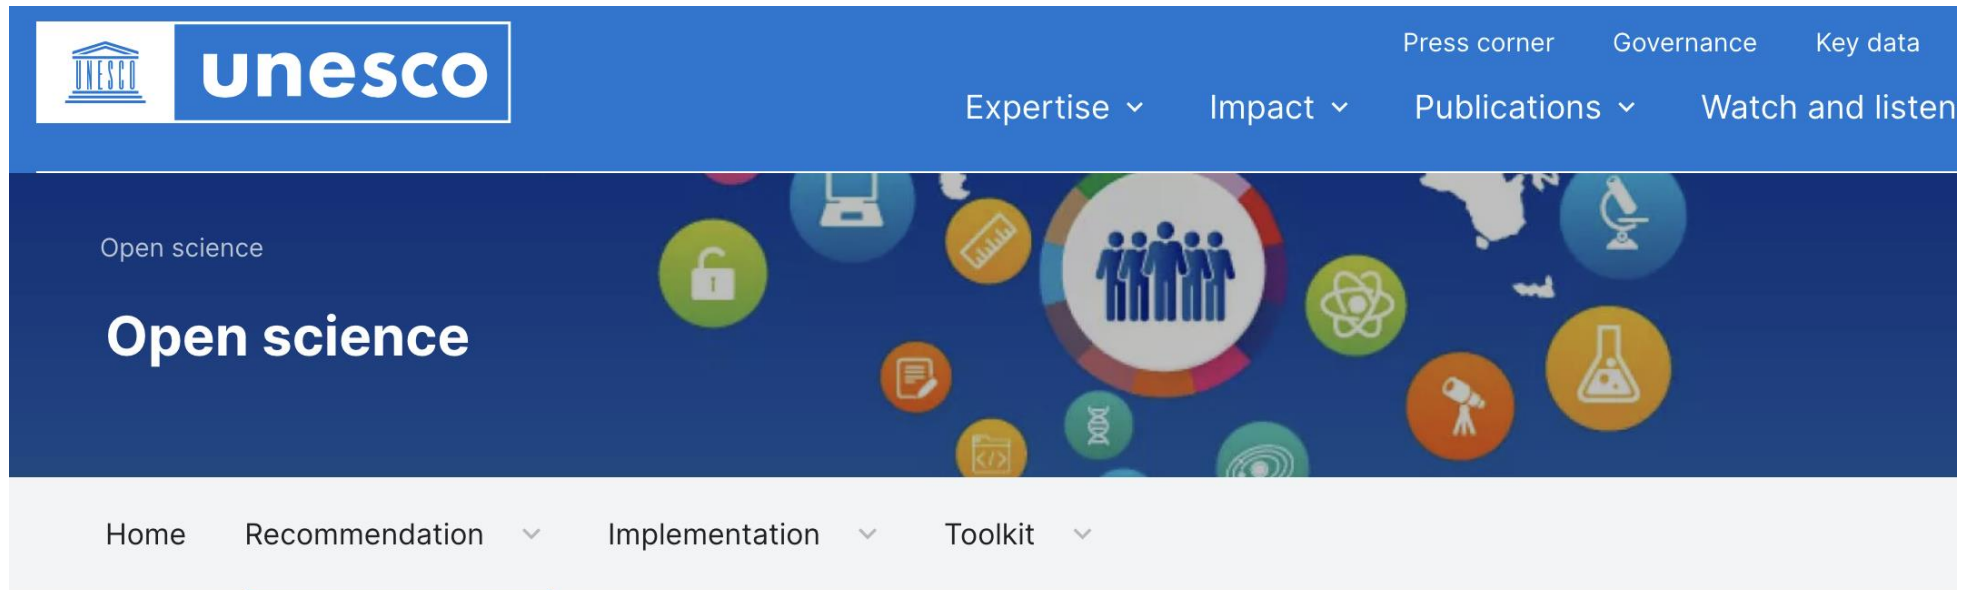 UNESCO
unesco
Press corner Governance Key data
Expertise Impact Publications Watch and listen
Open science
Open science
</>
Home Recommendation Implementation Toolkit